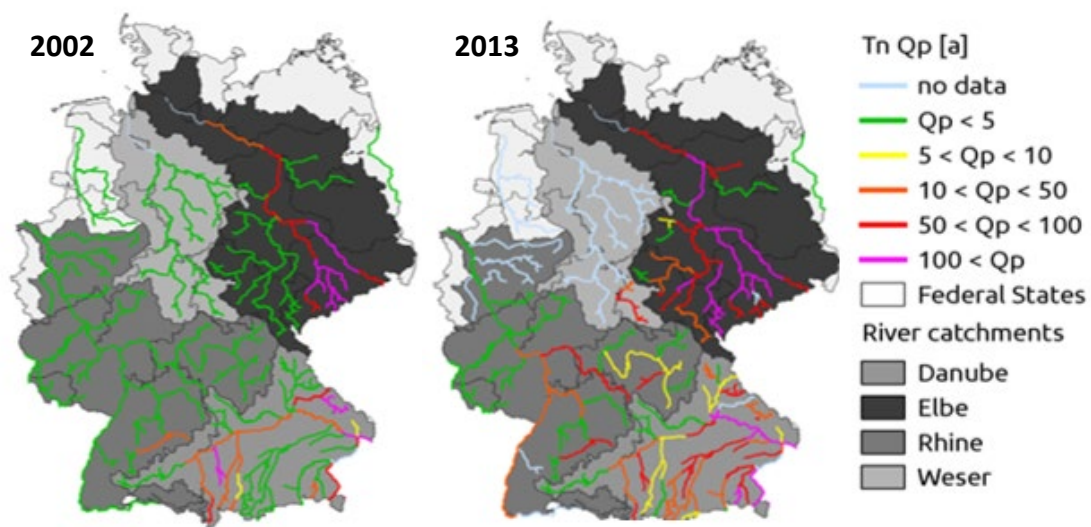 2002
2013
Tn Qp [a]
no data
Qp < 5
5 < Qp < 10
10 < Qp < 50
50 < Qp < 100
100 < Qp
Federal States
River catchments
Danube
Elbe
Rhine
Weser